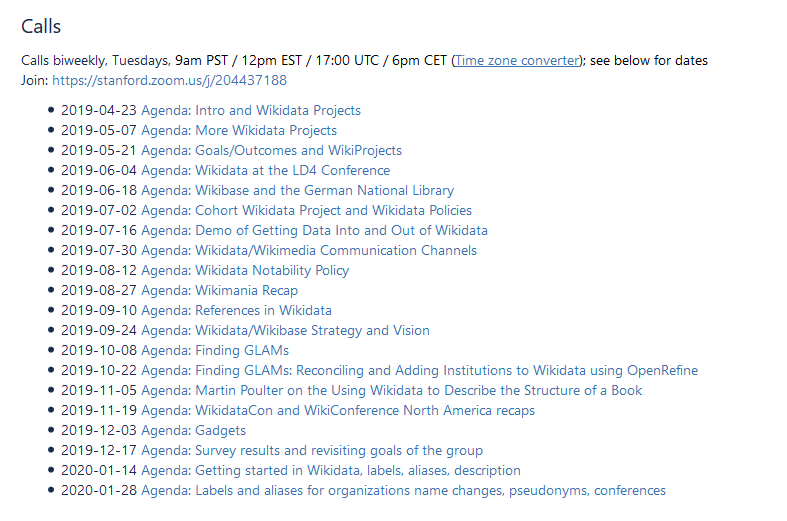 Calls
Calls biweekly, Tuesdays, 9am PST / 12pm EST / 17:00 UTC / 6pm CET (Time zone converter); see below for dates
Join: https://stanford.zoom.us/j/204437188
• 2019-04-23 Agenda: Intro and Wikidata Projects
• 2019-05-07 Agenda: More Wikidata Projects
• 2019-05-21 Agenda: Goals/Outcomes and WikiProjects
• 2019-06-04 Agenda: Wikidata at the LD4 Conference
• 2019-06-18 Agenda: Wikibase and the German National Library
• 2019-07-02 Agenda: Cohort Wikidata Project and Wikidata Policies
• 2019-07-16 Agenda: Demo of Getting Data Into and Out of Wikidata
• 2019-07-30 Agenda: Wikidata/Wikimedia Communication Channels
• 2019-08-12 Agenda: Wikidata Notability Policy
• 2019-08-27 Agenda: Wikimania Recap
• 2019-09-10 Agenda: References in Wikidata
• 2019-09-24 Agenda: Wikidata/Wikibase Strategy and Vision
• 2019-10-08 Agenda: Finding GLAMs
• 2019-10-22 Agenda: Finding GLAMs: Reconciling and Adding Institutions to Wikidata using OpenRefine
• 2019-11-05 Agenda: Martin Poulter on the Using Wikidata to Describe the Structure of a Book
• 2019-11-19 Agenda: WikidataCon and WikiConference North America recaps
• 2019-12-03 Agenda: Gadgets
• 2019-12-17 Agenda: Survey results and revisiting goals of the group
• 2020-01-14 Agenda: Getting started in Wikidata, labels, aliases, description
• 2020-01-28 Agenda: Labels and aliases for organizations name changes, pseudonyms, conferences